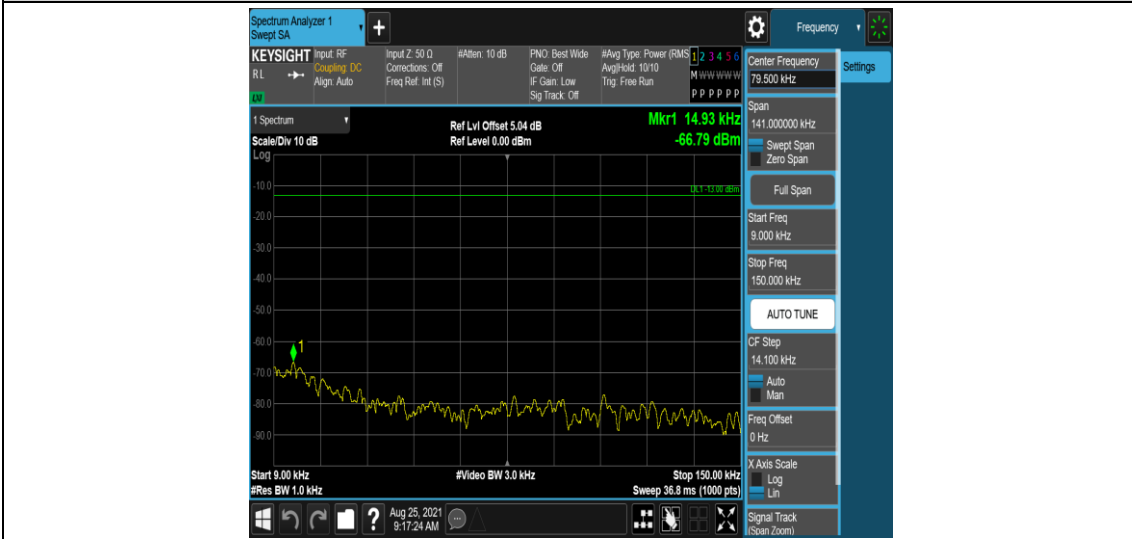 Spectrum Analyzer 1
Swept SA
+
Frequency
KEYSIGHT
RL
LM
Input: RF
Coupling: DC
Align: Auto
Input Z: 50 Ω
Corrections: Off
Freq Ref: Int (S)
#Atten: 10 dB
PNO: Best Wide
Gate: Off
IF Gain: Low
Sig Track: Off
#Avg Type: Power (RMS
Avg|Hold: 10/10
Trig: Free Run
1 2 3 4 5 6
M W W W W W
P P P P P P
1 Spectrum
Scale/Div 10 dB
Log
Ref Lvl Offset 5.04 dB
Ref Level 0.00 dBm
Mkr1 14.93 kHz
-66.79 dBm
DL1 -13.00 dBm
-10.0
-20.0
-30.0
-40.0
-50.0
-60.0
-70.0
-80.0
-90.0
1
Start 9.00 kHz
#Res BW 1.0 kHz
#Video BW 3.0 kHz
Stop 150.00 kHz
Sweep 36.8 ms (1000 pts)
Center Frequency
79.500 kHz
Settings
Span
141.000000 kHz
Swept Span
Zero Span
Full Span
Start Freq
9.000 kHz
Stop Freq
150.000 kHz
AUTO TUNE
CF Step
14.100 kHz
Auto
Man
Freq Offset
0 Hz
X Axis Scale
Log
Lin
Signal Track
(Span Zoom)
?
Aug 25, 2021
9:17:24 AM